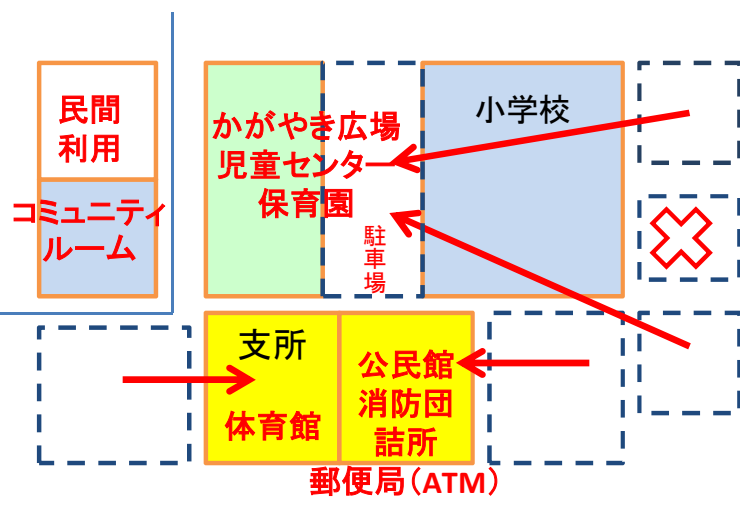 民間
利用
コミュニティ
ルーム
かがやき広場
児童センター
保育園
駐車場
小学校
支所
体育館
公民館
消防団
詰所
郵便局（ATM）